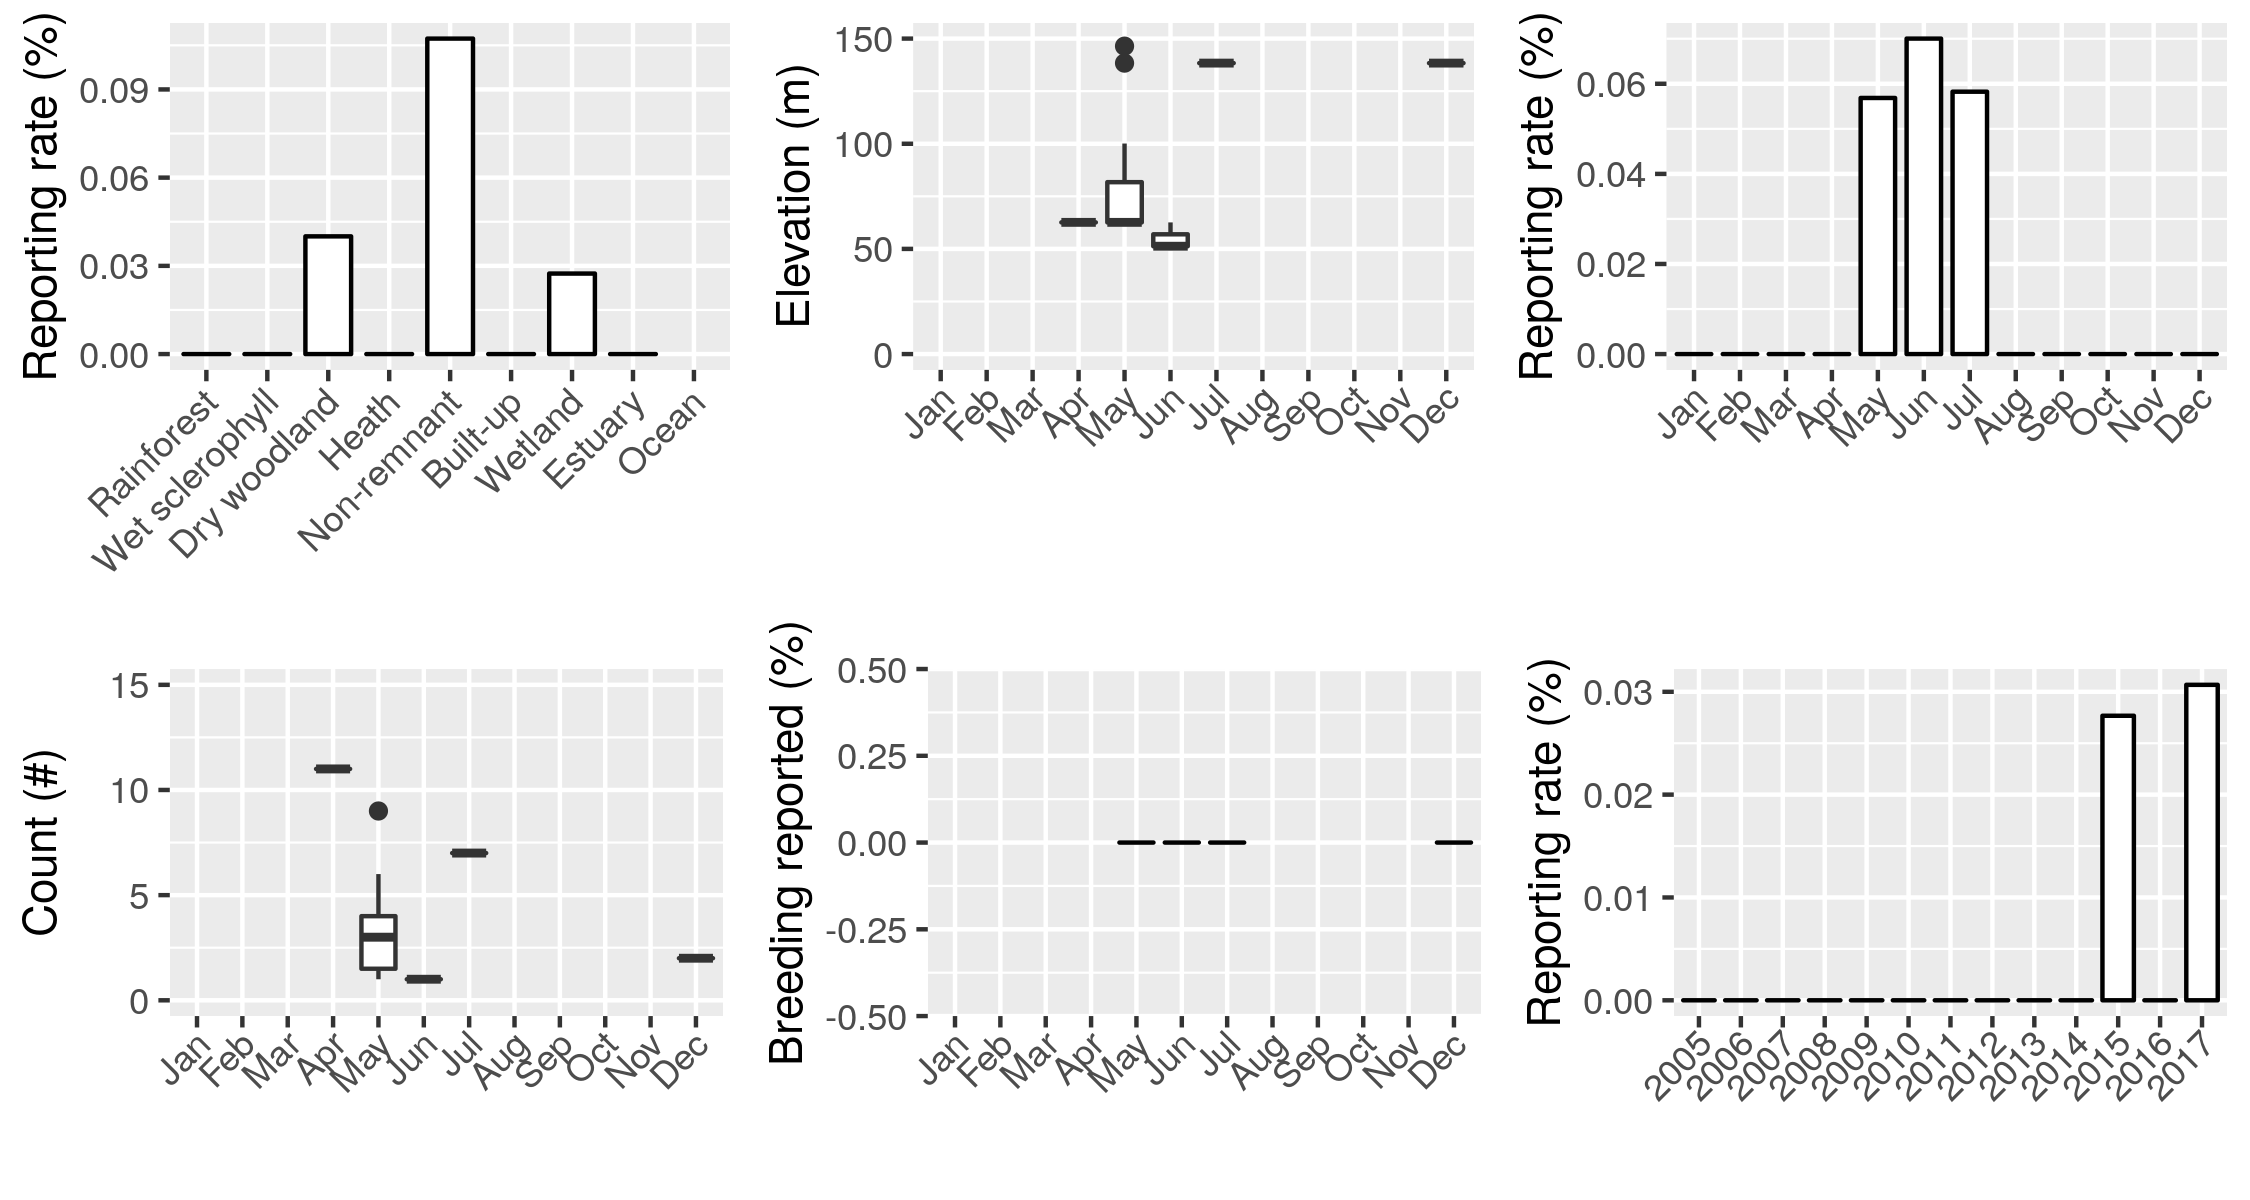 Reporting rate (%)
0.09
0.06
0.03
0.00
Rainforest
Wet sclerophyll
Dry woodland
Heath
Non-remnant
Built-up
Wetland
Estuary
Ocean
Elevation (m)
150
100
50
0
Jan
Feb
Mar
Apr
May
Jun
Jul
Aug
Sep
Oct
Nov
Dec
Reporting rate (%)
0.06
0.04
0.02
0.00
Jan
Feb
Mar
Apr
May
Jun
Jul
Aug
Sep
Oct
Nov
Dec
Count (#)
15
10
5
0
Jan
Feb
Mar
Apr
May
Jun
Jul
Aug
Sep
Oct
Nov
Dec
Breeding reported (%)
0.50
0.25
0.00
-0.25
-0.50
Jan
Feb
Mar
Apr
May
Jun
Jul
Aug
Sep
Oct
Nov
Dec
Reporting rate (%)
0.03
0.02
0.01
0.00
2005
2006
2007
2008
2009
2010
2011
2012
2013
2014
2015
2016
2017